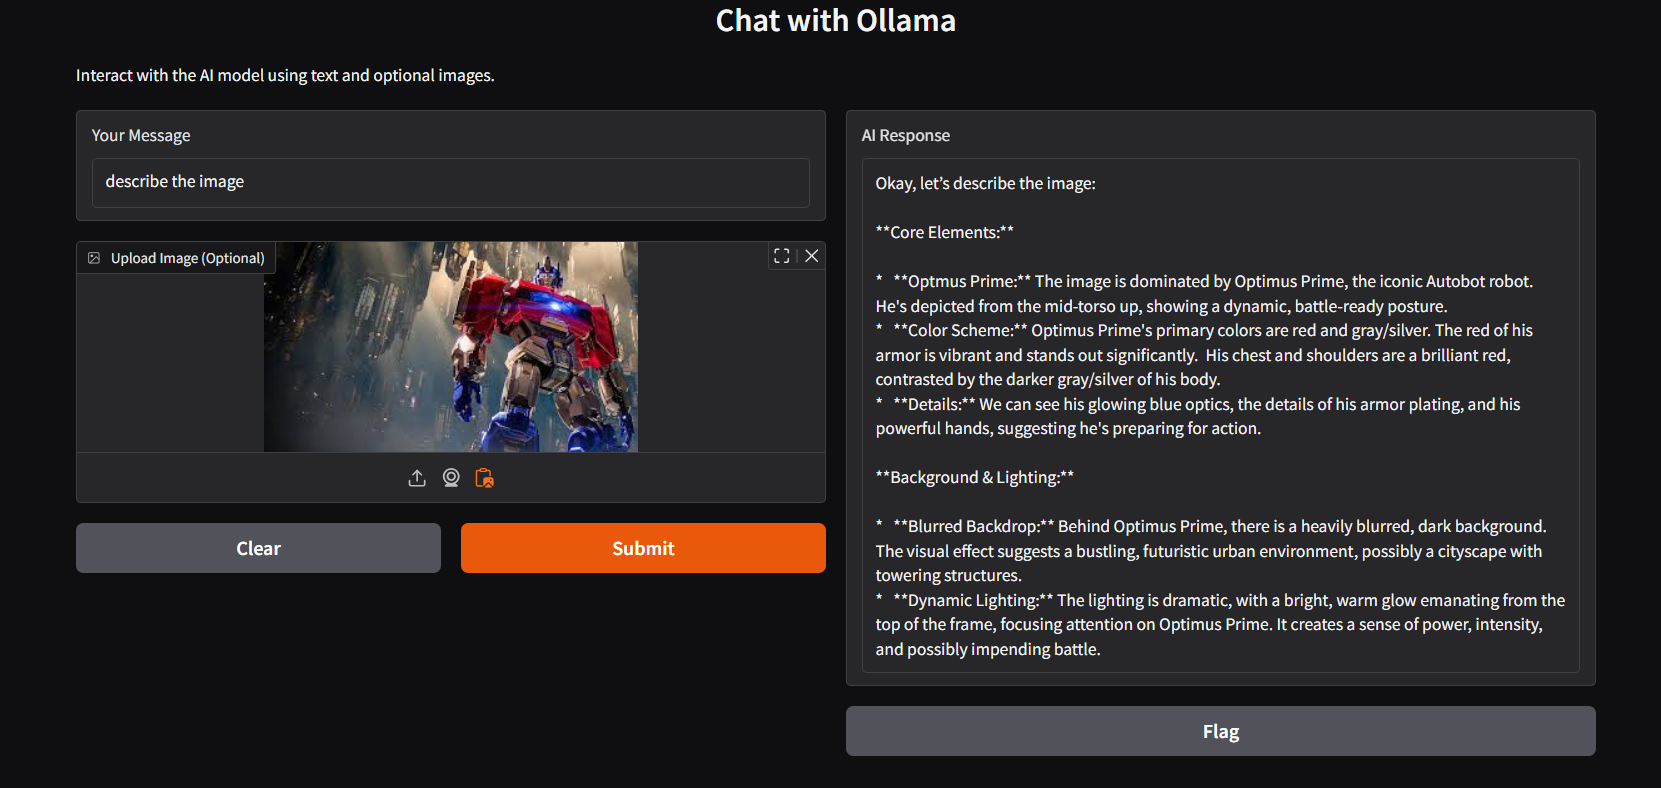 Chat with Ollama
Interact with the AI model using text and optional images.
Your Message
describe the image
Upload Image (Optional)
Clear
Submit
AI Response
Okay, let’s describe the image:
**Core Elements:**
*   **Optmus Prime:** The image is dominated by Optimus Prime, the iconic Autobot robot.
He's depicted from the mid-torso up, showing a dynamic, battle-ready posture.
*   **Color Scheme:** Optimus Prime's primary colors are red and gray/silver. The red of his
armor is vibrant and stands out significantly.  His chest and shoulders are a brilliant red,
contrasted by the darker gray/silver of his body.
*   **Details:** We can see his glowing blue optics, the details of his armor plating, and his
powerful hands, suggesting he's preparing for action.
**Background & Lighting:**
*   **Blurred Backdrop:** Behind Optimus Prime, there is a heavily blurred, dark background.
The visual effect suggests a bustling, futuristic urban environment, possibly a cityscape with
towering structures.
*   **Dynamic Lighting:** The lighting is dramatic, with a bright, warm glow emanating from the
top of the frame, focusing attention on Optimus Prime. It creates a sense of power, intensity,
and possibly impending battle.
Flag